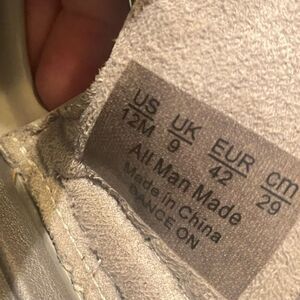 US UK EUR cm
12M 9 42 29
All Man Made
Made in China
DANCE ON